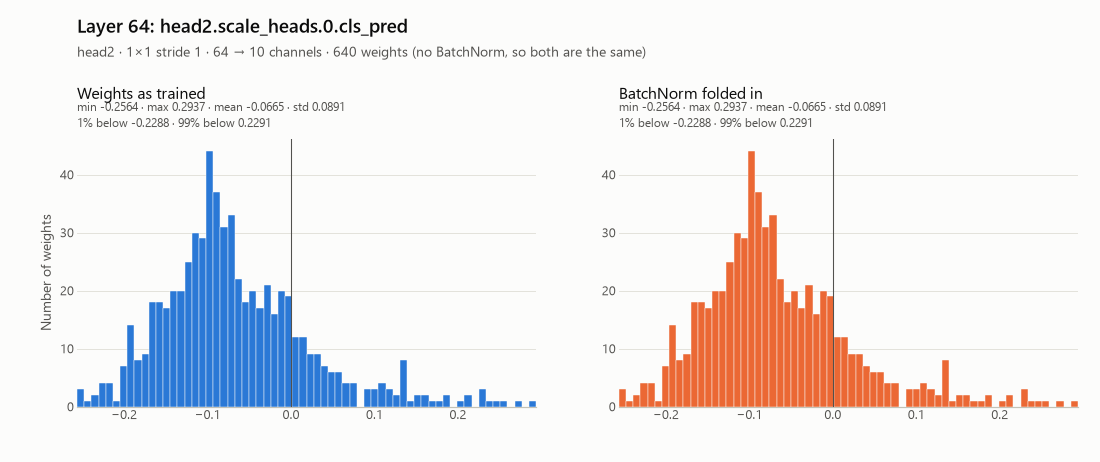 Layer 64: head2.scale_heads.0.cls_pred
head2 · 1×1 stride 1 · 64 → 10 channels · 640 weights (no BatchNorm, so both are the same)
Weights as trained
min -0.2564 · max 0.2937 · mean -0.0665 · std 0.0891
1% below -0.2288 · 99% below 0.2291
Number of weights
40
30
20
10
0
−0.2 −0.1 0.0 0.1 0.2
BatchNorm folded in
min -0.2564 · max 0.2937 · mean -0.0665 · std 0.0891
1% below -0.2288 · 99% below 0.2291
40
30
20
10
0
−0.2 −0.1 0.0 0.1 0.2